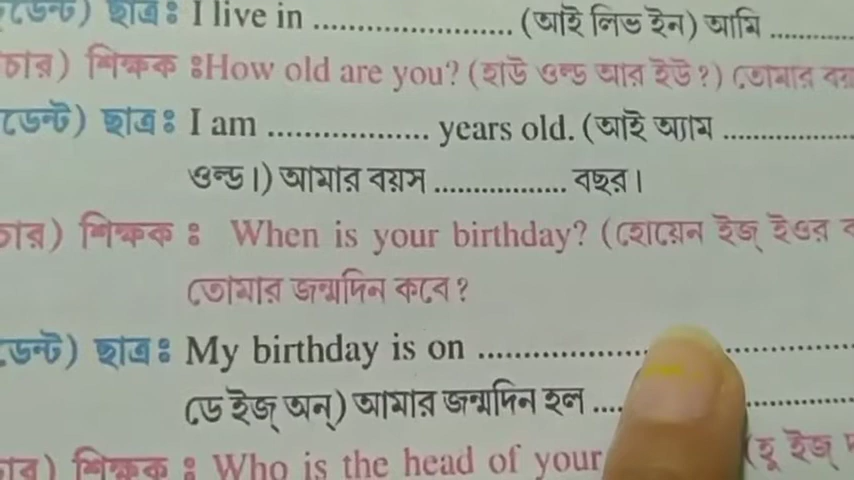 ডেন্ট) ছাত্রঃ I live in .................... (আই লিভ ইন) আমি ..........
চার) শিক্ষক ঃHow old are you? (হাউ ওল্ড আর ইউ?) (তোমার
ডেন্ট) ছাত্রঃ I am ................ years old. (আই অ্যাম .............
ওল্ড।) আমার বয়স ................ বছর।
চার) শিক্ষক ঃ When is your birthday? (হোয়েন ইজ্ ইওর
তোমার জন্মদিন কবে?
ডেন্ট) ছাত্রঃ My birthday is on ....................................
ডে ইজ্ অন্) আমার জন্মদিন হল ....................
শিক্ষক ঃ Who is the head of your (হু ইজ্